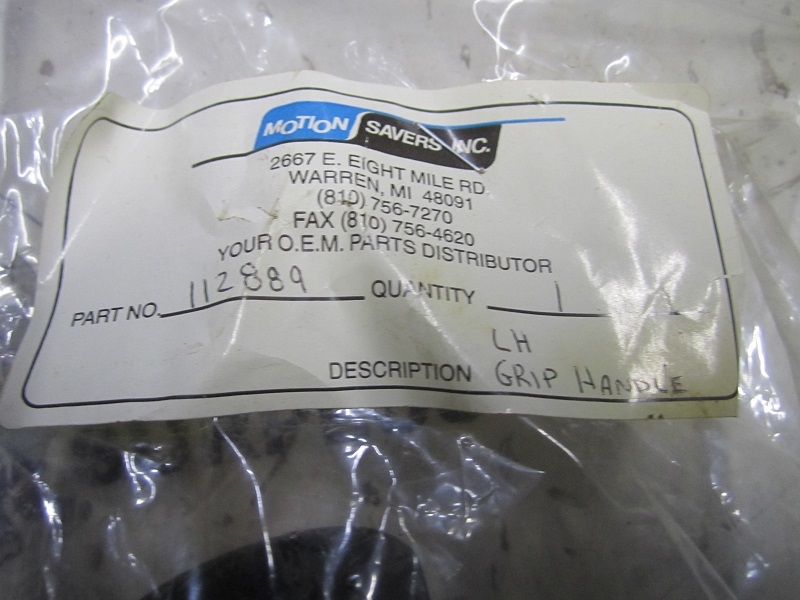 MOTION SAVERS INC.
2667 E. EIGHT MILE RD.
WARREN, MI 48091
(810) 756-7270
FAX (810) 756-4620
YOUR O.E.M. PARTS DISTRIBUTOR
PART NO. 112889 QUANTITY 1
LH
DESCRIPTION GRIP HANDLE